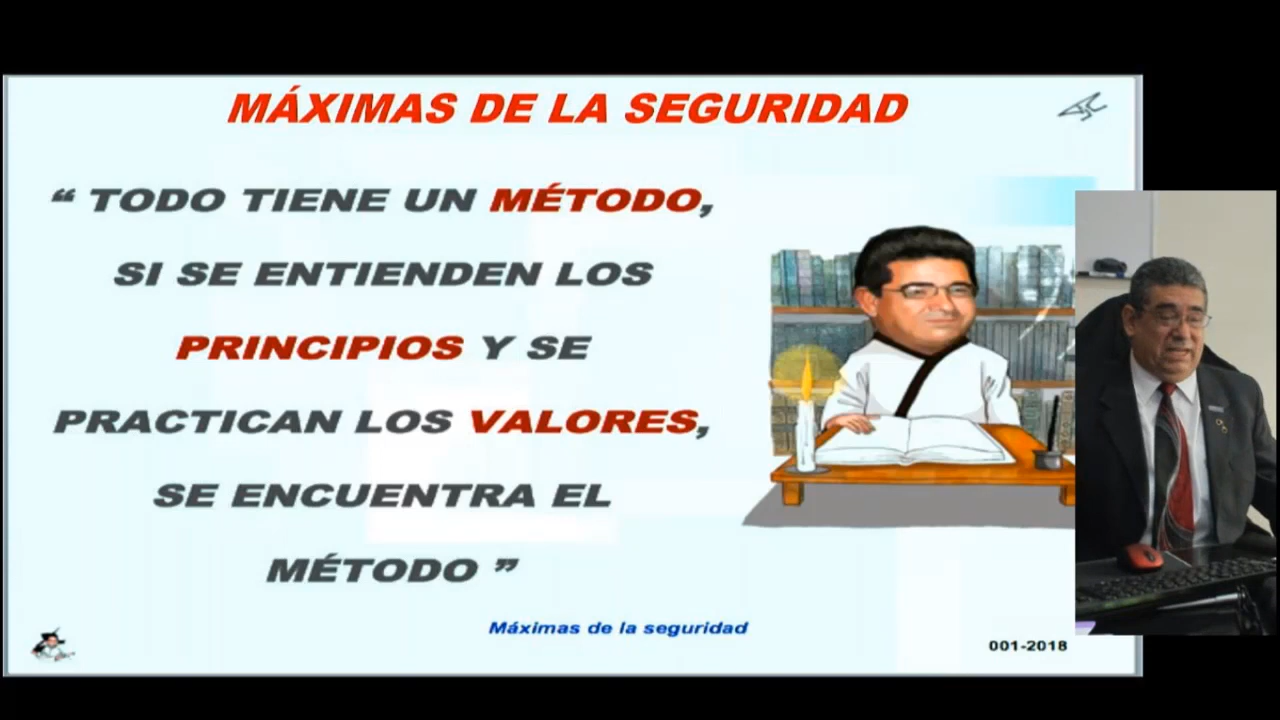 MÁXIMAS DE LA SEGURIDAD
“ TODO TIENE UN MÉTODO,
SI SE ENTIENDEN LOS
PRINCIPIOS Y SE
PRACTICAN LOS VALORES,
SE ENCUENTRA EL
MÉTODO ”
Máximas de la seguridad
001-2018